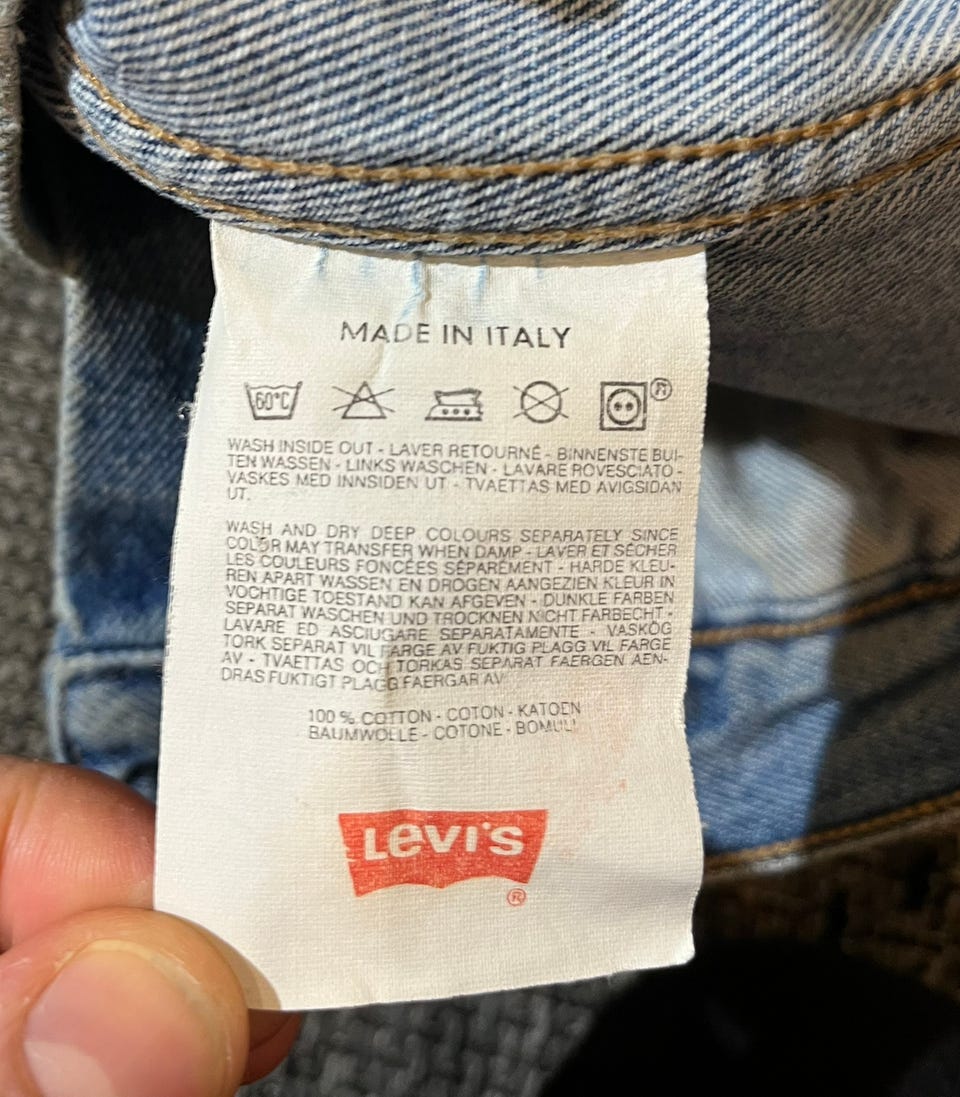 MADE IN ITALY
60°C ®
WASH INSIDE OUT - LAVER RETOURNÉ - BINNENSTE BUI-
TEN WASSEN - LINKS WASCHEN - LAVARE ROVESCIATO -
VASKES MED INNSIDEN UT - TVAETTAS MED AVIGSIDAN
UT.
WASH AND DRY DEEP COLOURS SEPARATELY SINCE
COLOR MAY TRANSFER WHEN DAMP - LAVER ET SÉCHER
LES COULEURS FONCÉES SÉPARÉMENT - HARDE KLEU-
REN APART WASSEN EN DROGEN AANGEZIEN KLEUR IN
VOCHTIGE TOESTAND KAN AFGEVEN - DUNKLE FARBEN
SEPARAT WASCHEN UND TROCKNEN NICHT FARBECHT -
LAVARE ED ASCIUGARE SEPARATAMENTE - VASKOG
TORK SEPARAT VIL FARGE AV FUKTIG PLAGG VIL FARGE
AV - TVAETTAS OCH TORKAS SEPARAT FAERGEN AEN-
DRAS FUKTIGT PLAGG FAERGAR AV
100 % COTTON - COTON - KATOEN
BAUMWOLLE - COTONE - BOMULL
Levi's
®